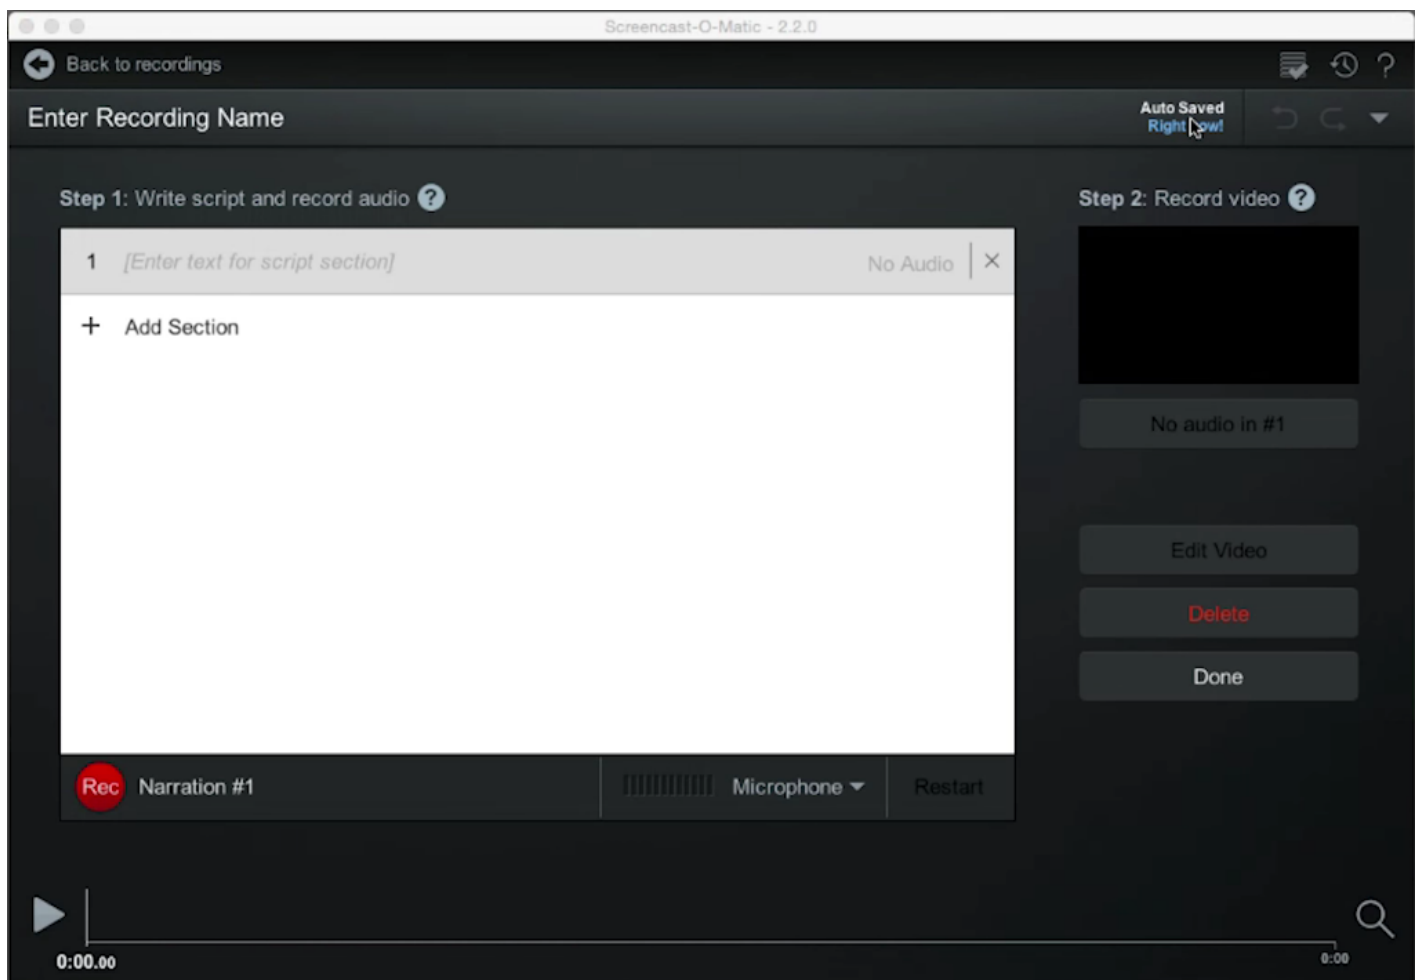 Screencast-O-Matic - 2.2.0
Back to recordings
?
Enter Recording Name
Auto Saved
Right now!
Step 1: Write script and record audio ?
Step 2: Record video ?
1 [Enter text for script section] No Audio ×
+ Add Section
No audio in #1
Edit Video
Delete
Done
Rec Narration #1 Microphone Restart
0:00.00
0:00